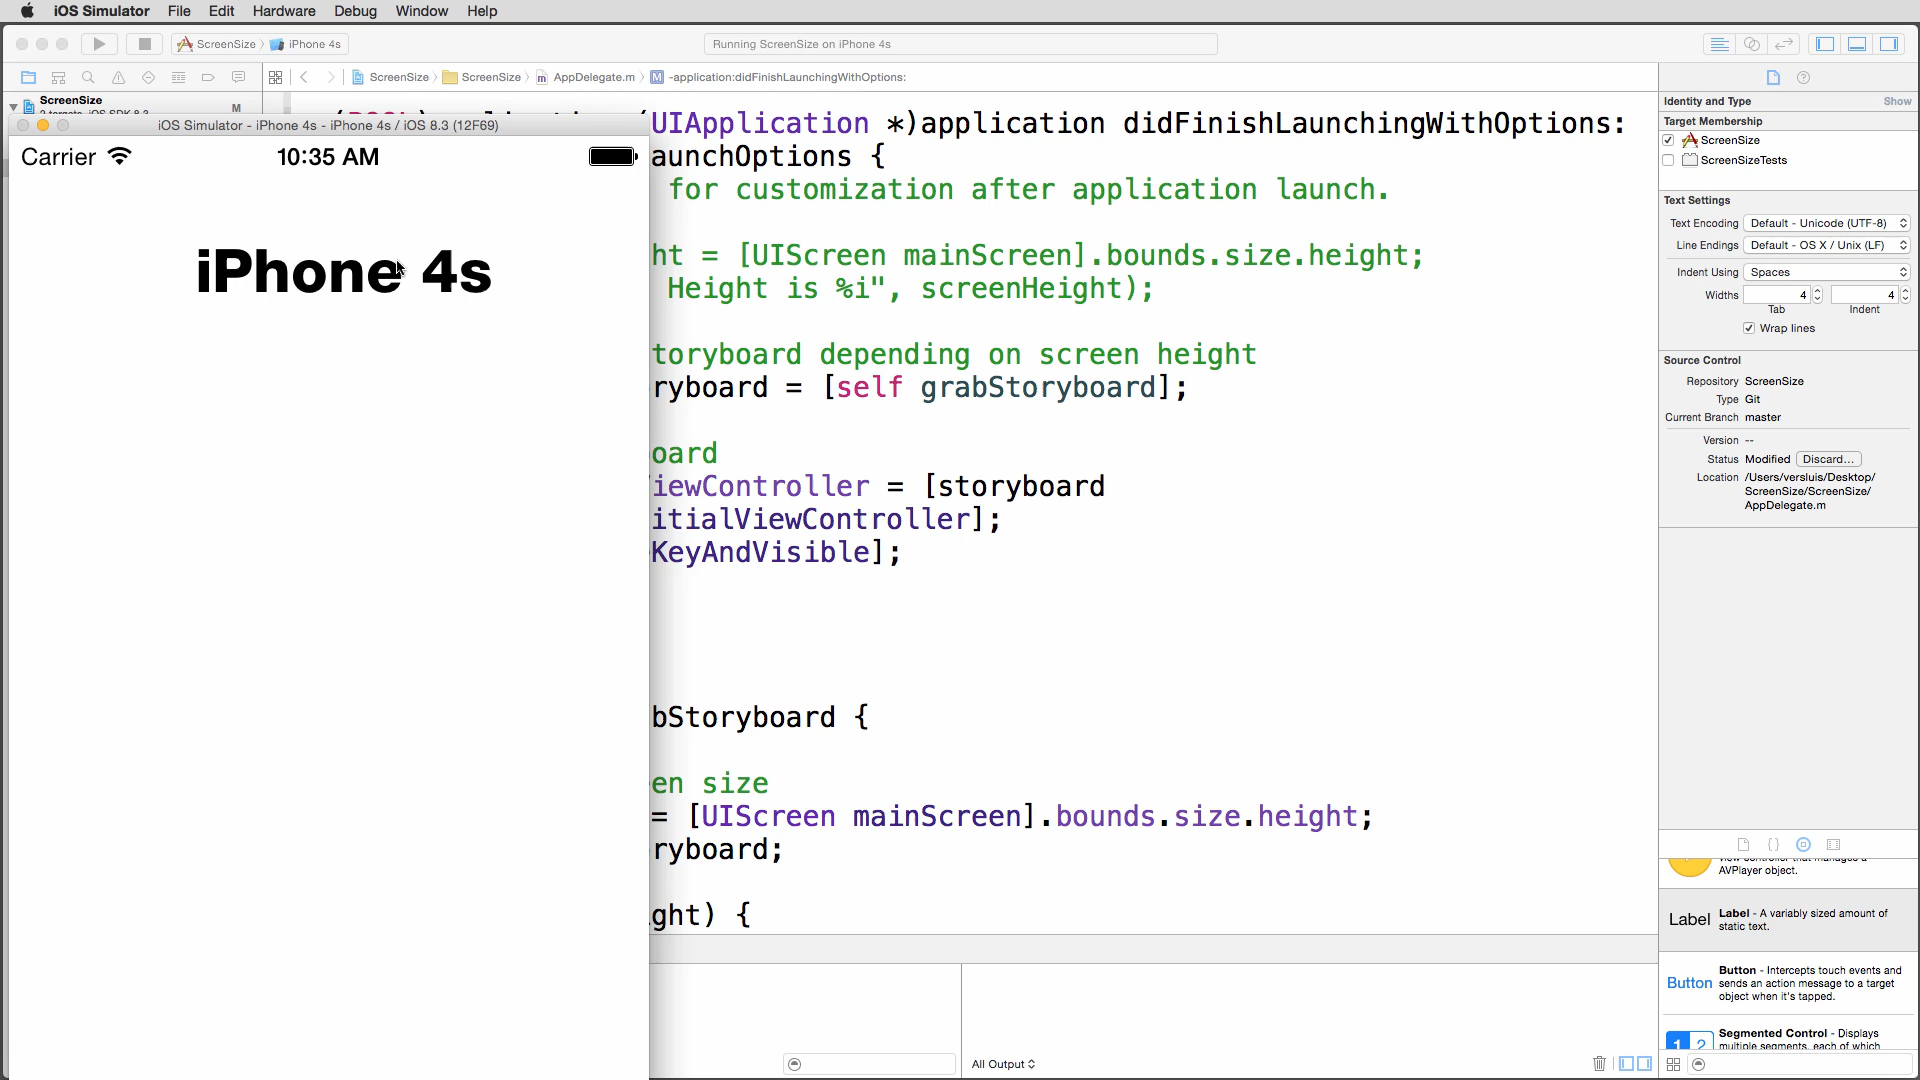 iOS Simulator File Edit Hardware Debug Window Help
ScreenSize iPhone 4s
Running ScreenSize on iPhone 4s
ScreenSize ScreenSize AppDelegate.m M -application:didFinishLaunchingWithOptions:
ScreenSize M
iOS Simulator - iPhone 4s - iPhone 4s / iOS 8.3 (12F69)
Carrier 10:35 AM
iPhone 4s
UIApplication *)application didFinishLaunchingWithOptions:
aunchOptions {
for customization after application launch.
ht = [UIScreen mainScreen].bounds.size.height;
Height is %i", screenHeight);
toryboard depending on screen height
ryboard = [self grabStoryboard];
oard
iewController = [storyboard
itialViewController];
KeyAndVisible];
bStoryboard {
en size
= [UIScreen mainScreen].bounds.size.height;
ryboard;
ght) {
All Output
Identity and Type Show
Target Membership
ScreenSize
ScreenSizeTests
Text Settings
Text Encoding Default - Unicode (UTF-8)
Line Endings Default - OS X / Unix (LF)
Indent Using Spaces
Widths 4 4
Tab Indent
Wrap lines
Source Control
Repository ScreenSize
Type Git
Current Branch master
Version --
Status Modified Discard...
Location /Users/versluis/Desktop/
ScreenSize/ScreenSize/
AppDelegate.m
{ }
AVPlayer object.
Label Label - A variably sized amount of
static text.
Button Button - Intercepts touch events and
sends an action message to a target
object when it's tapped.
1 2 Segmented Control - Displays
multiple segments, each of which